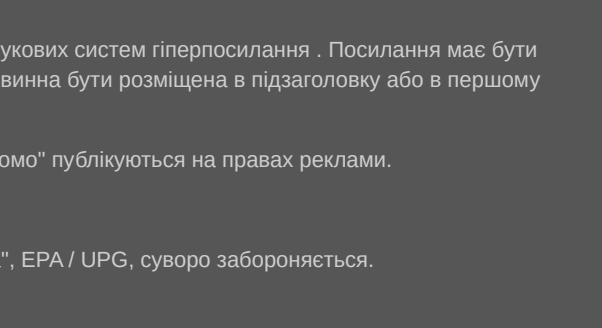 укових систем гіперпосилання . Посилання має бути
винна бути розміщена в підзаголовку або в першому
омо" публікуються на правах реклами.
", EPA / UPG, суворо забороняється.